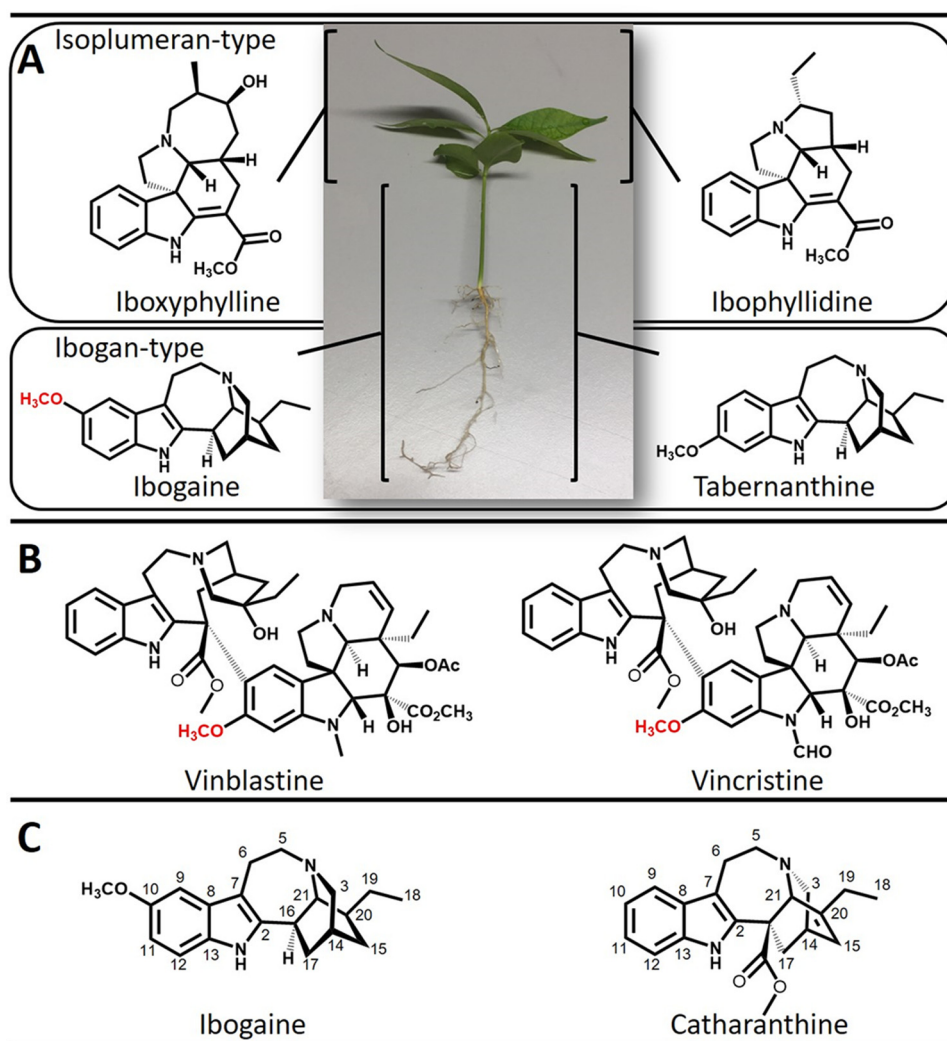 A
Isoplumeran-type
OH
N
H
H
N
H
O
H₃CO
Iboxyphylline
N
H
H
N
H
O
H₃CO
Ibophyllidine
Ibogan-type
H₃CO
N
N
H
H
Ibogaine
N
H₃CO
N
H
H
Tabernanthine
B
N
OH
N
H
O
O
N
H
OAc
CO₂CH₃
OH
H
N
H₃CO
Vinblastine
N
OH
N
H
O
O
N
H
OAc
CO₂CH₃
OH
H
N
H₃CO
CHO
Vincristine
C
5
6
N
3
19
18
H₃CO
10
9
8
7
21
20
16
2
14
15
11
12
13
N
H
H
17
Ibogaine
5
6
N
3
19
18
9
10
8
7
21
20
2
14
15
11
12
13
N
H
17
O
O
Catharanthine